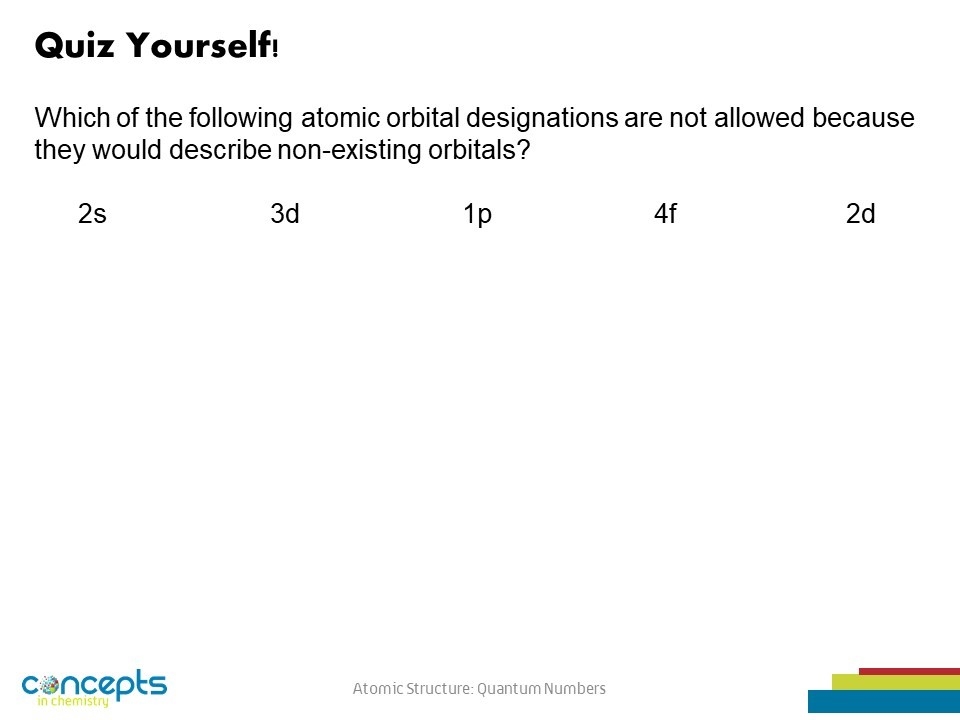 Quiz Yourself!
Which of the following atomic orbital designations are not allowed because
they would describe non-existing orbitals?
2s 3d 1p 4f 2d
concepts
in chemistry
Atomic Structure: Quantum Numbers